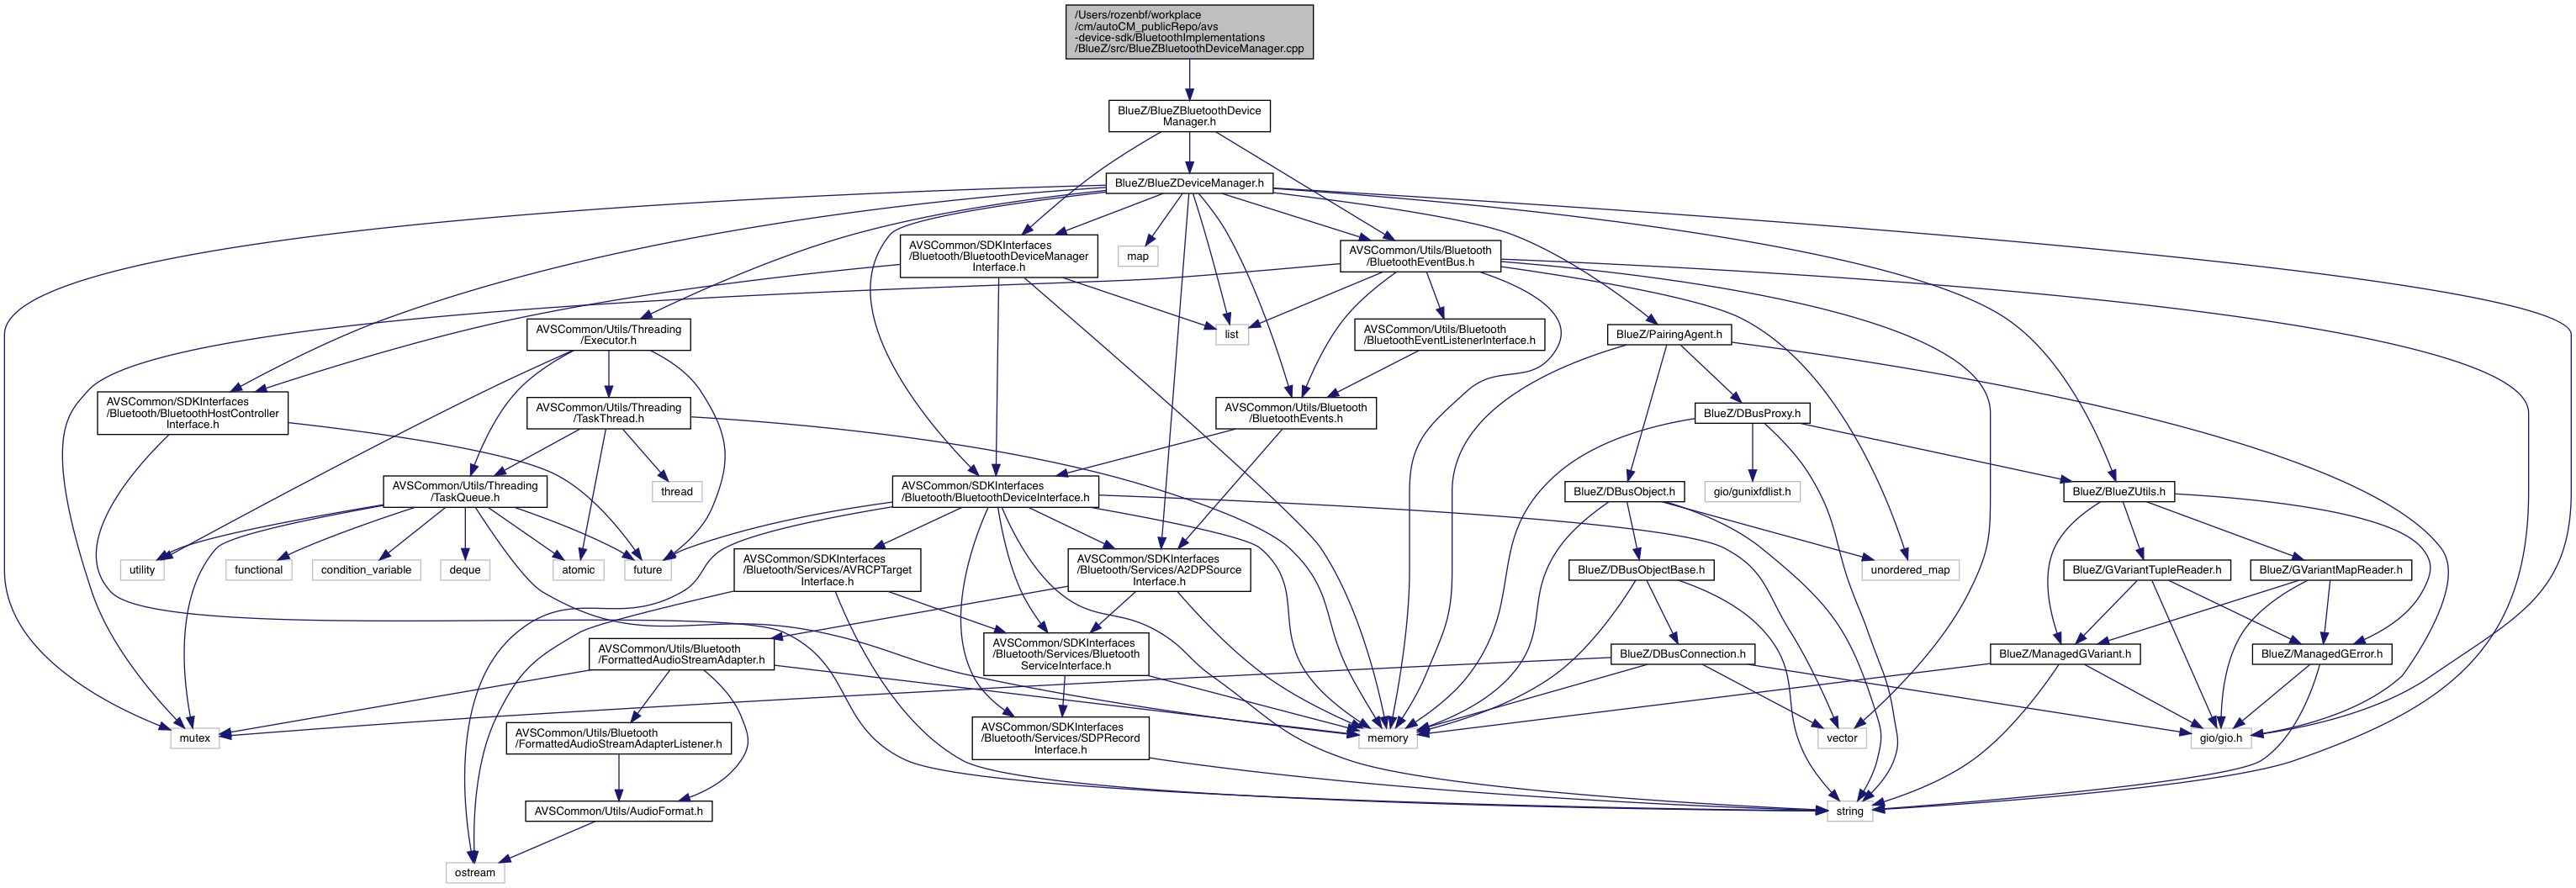 /Users/rozenbf/workplace
/cm/autoCM_publicRepo/avs
-device-sdk/BluetoothImplementations
/BlueZ/src/BlueZBluetoothDeviceManager.cpp
BlueZ/BlueZBluetoothDevice
Manager.h
BlueZ/BlueZDeviceManager.h
AVSCommon/SDKInterfaces
/Bluetooth/BluetoothDeviceManager
Interface.h
map
AVSCommon/Utils/Bluetooth
/BluetoothEventBus.h
AVSCommon/Utils/Threading
/Executor.h
list
AVSCommon/Utils/Bluetooth
/BluetoothEventListenerInterface.h
BlueZ/PairingAgent.h
AVSCommon/SDKInterfaces
/Bluetooth/BluetoothHostController
Interface.h
AVSCommon/Utils/Threading
/TaskThread.h
AVSCommon/Utils/Bluetooth
/BluetoothEvents.h
BlueZ/DBusProxy.h
AVSCommon/Utils/Threading
/TaskQueue.h
thread
AVSCommon/SDKInterfaces
/Bluetooth/BluetoothDeviceInterface.h
BlueZ/DBusObject.h
gio/gunixfdlist.h
BlueZ/BlueZUtils.h
utility
functional
condition_variable
deque
atomic
future
AVSCommon/SDKInterfaces
/Bluetooth/Services/AVRCPTarget
Interface.h
AVSCommon/SDKInterfaces
/Bluetooth/Services/A2DPSource
Interface.h
BlueZ/DBusObjectBase.h
unordered_map
BlueZ/GVariantTupleReader.h
BlueZ/GVariantMapReader.h
AVSCommon/Utils/Bluetooth
/FormattedAudioStreamAdapter.h
AVSCommon/SDKInterfaces
/Bluetooth/Services/Bluetooth
ServiceInterface.h
BlueZ/DBusConnection.h
BlueZ/ManagedGVariant.h
BlueZ/ManagedGError.h
mutex
AVSCommon/Utils/Bluetooth
/FormattedAudioStreamAdapterListener.h
AVSCommon/SDKInterfaces
/Bluetooth/Services/SDPRecord
Interface.h
memory
vector
gio/gio.h
AVSCommon/Utils/AudioFormat.h
string
ostream